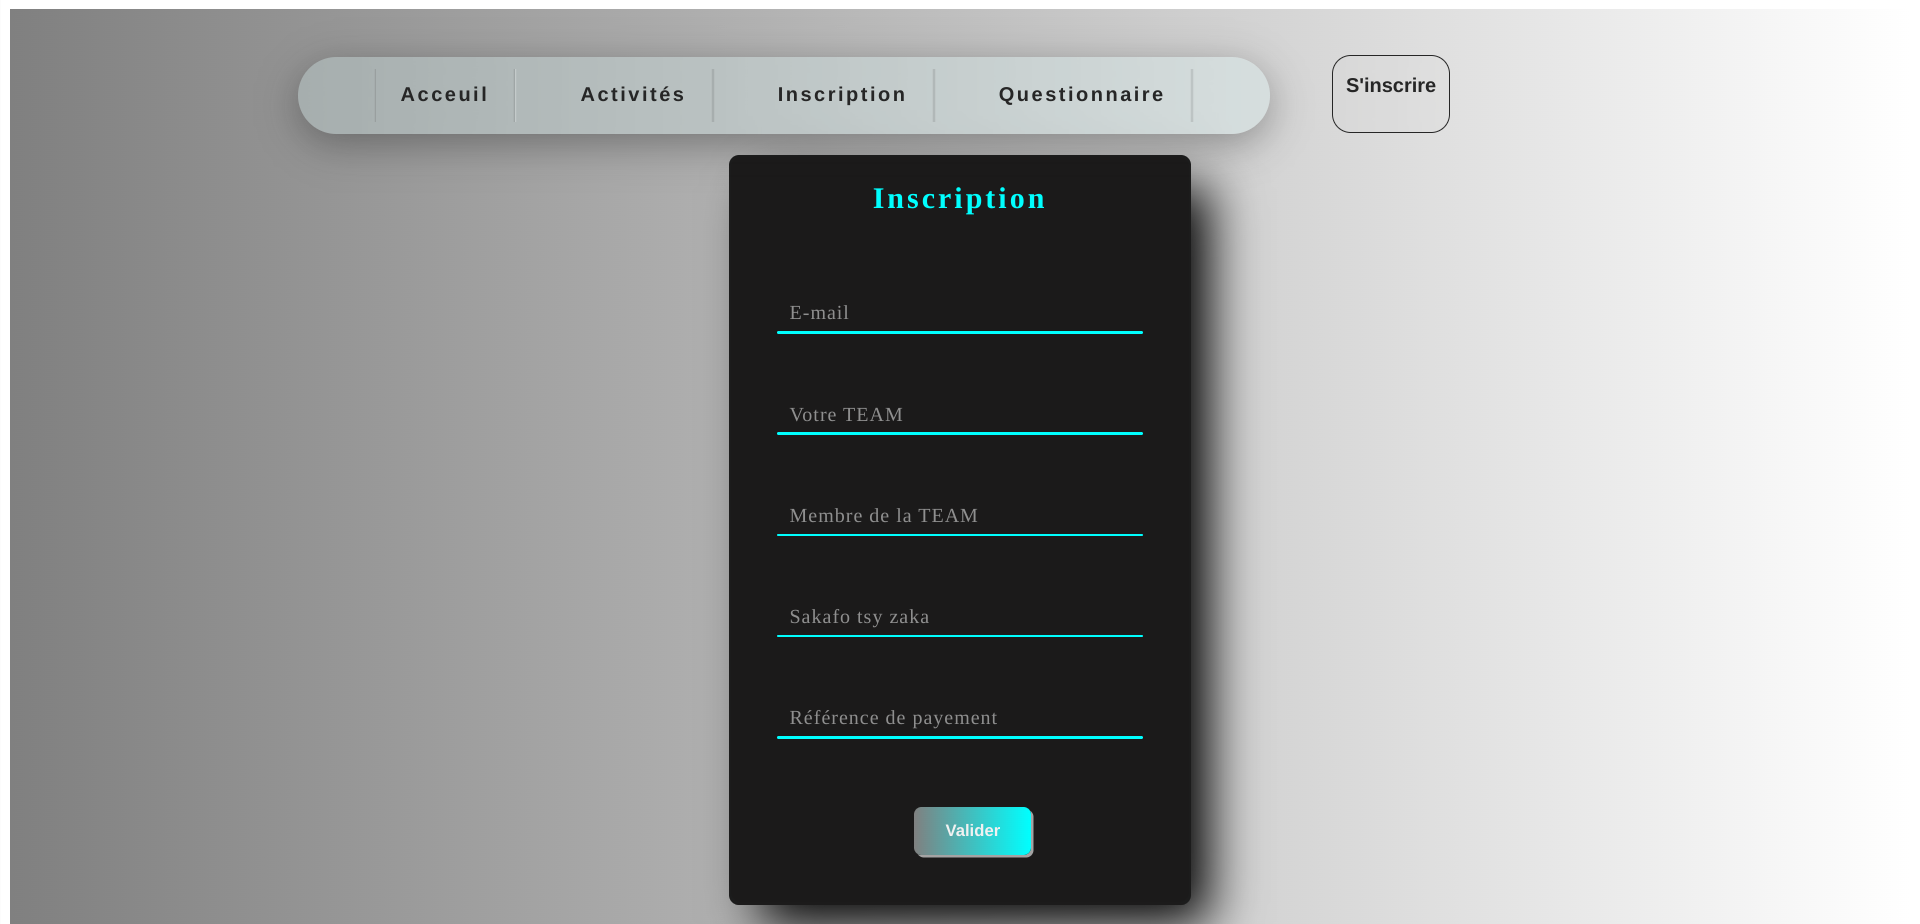 Acceuil Activités Inscription Questionnaire S'inscrire
Inscription
E-mail
Votre TEAM
Membre de la TEAM
Sakafo tsy zaka
Référence de payement
Valider